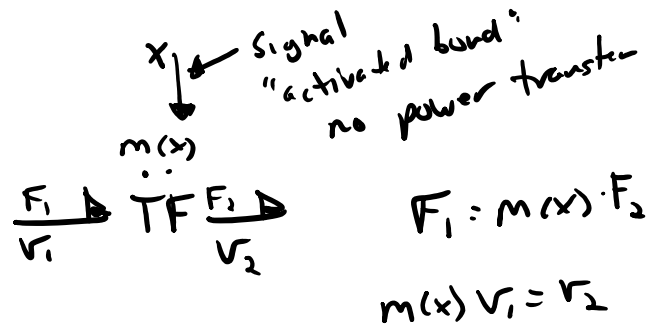 x
signal
"activated bond"
no power transfer
m(x)
F₁ TF F₂
V₁ V₂
F₁ = m(x) · F₂
m(x) V₁ = V₂